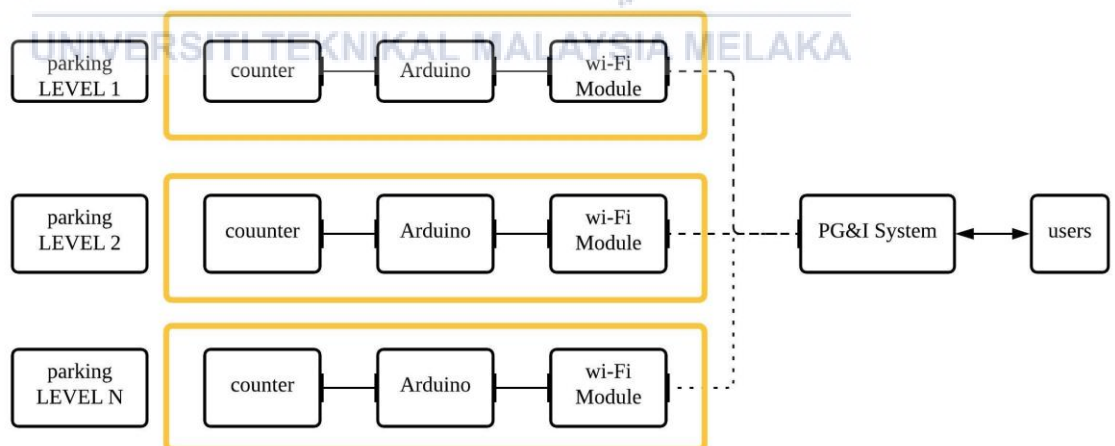 UNIVERSITI TEKNIKAL MALAYSIA MELAKA
parking
LEVEL 1
counter
Arduino
wi-Fi
Module
parking
LEVEL 2
couunter
Arduino
wi-Fi
Module
PG&I System
users
parking
LEVEL N
counter
Arduino
wi-Fi
Module